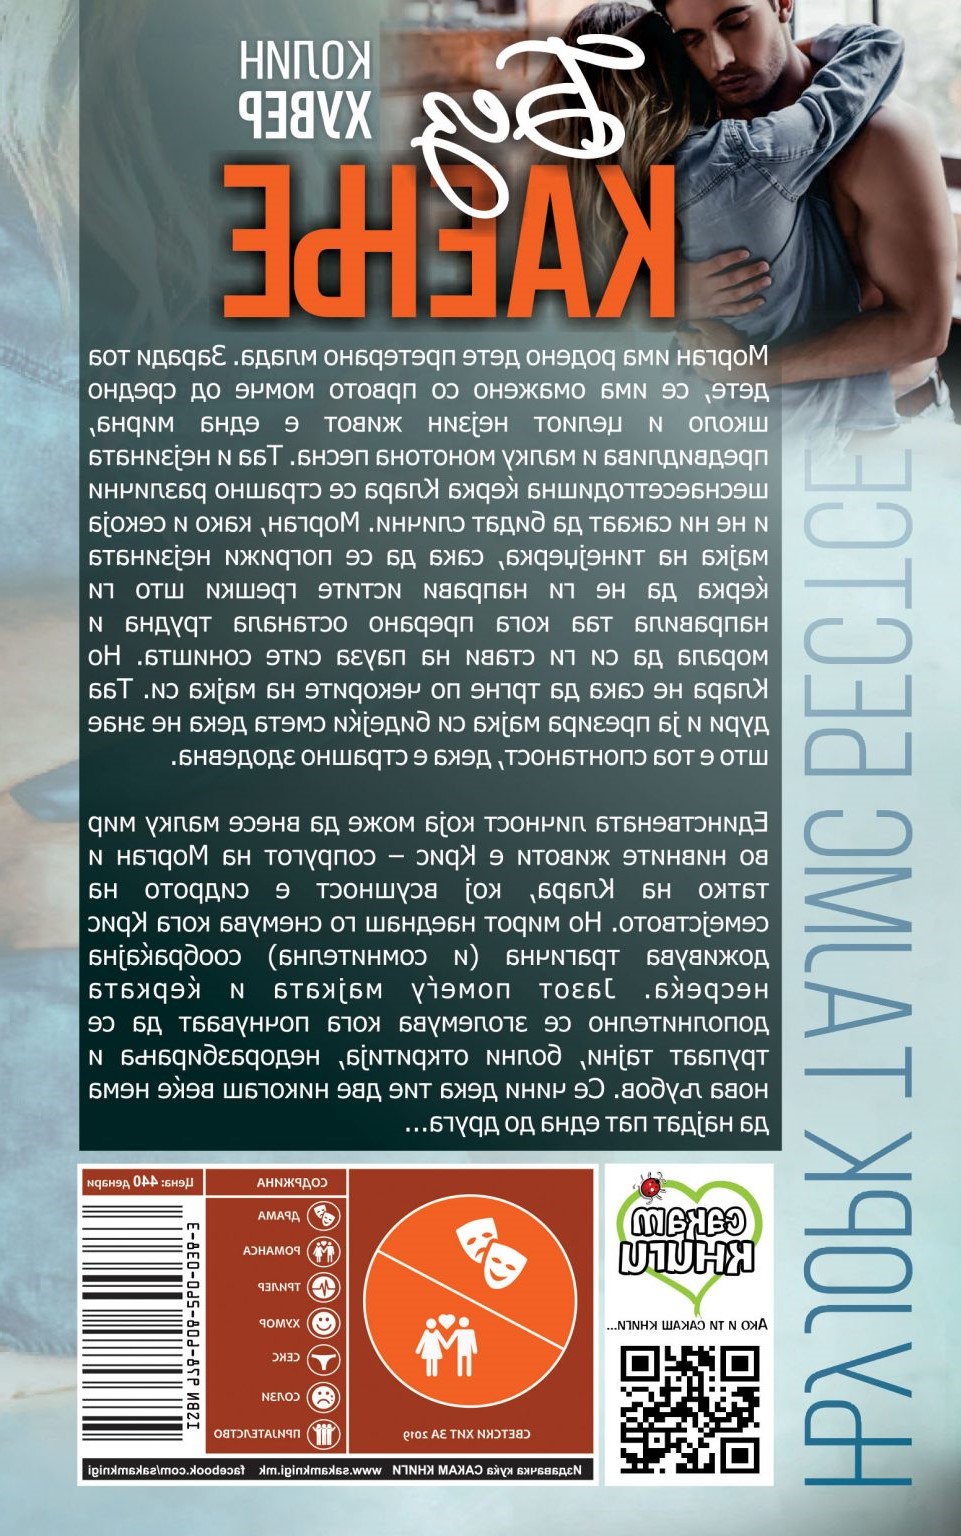 КОЛИН
ХУВЕР
Без
КАЕЊЕ
Морган има родено дете претерано млада. Заради тоа
дете, се има омажено со првото момче од средно
школо и целиот нејзин живот е една мирна,
предвидлива и малку монотона песна. Таа и нејзината
шеснаесетгодишна ќерка Клара се страшно различни
и не ни сакаат да бидат слични. Морган, како и секоја
мајка на тинејџерка, сака да се погрижи нејзината
ќерка да не ги направи истите грешки што ги
направила таа кога прерано останала трудна и
морала да си ги стави на пауза сите соништа. Но
Клара не сака да тргне по чекорите на мајка си. Таа
дури и ја презира мајка си бидејќи смета дека не знае
што е тоа спонтаност, дека е страшно здодевна.
Единствената личност која може да внесе малку мир
во нивните животи е Крис – сопругот на Морган и
татко на Клара, кој всушност е сидрото на
семејството. Но мирот наеднаш го снемува кога Крис
доживува трагична (и сомнителна) сообраќајна
несреќа. Јазот помеѓу мајката и ќерката
дополнително се зголемува кога почнуваат да се
трупаат тајни, болни откритија, недоразбирања и
нова љубов. Се чини дека тие две никогаш веќе нема
да најдат пат една до друга...
ЊУЈОРК ТАЈМС БЕСТСЕ
сакам
книги
Ако и ти сакаш книги...
СВЕТСКИ ХИТ ЗА 2019
СОДРЖИНА
ДРАМА
РОМАНСА
ТРИЛЕР
ХУМОР
СЕКС
СОЛЗИ
ПРИЈАТЕЛСТВО
Цена: 440 денари
ISBN 978-608-245-038-3
Издавачка куќа САКАМ КНИГИ www.sakamknigi.mk facebook.com/sakamknigi